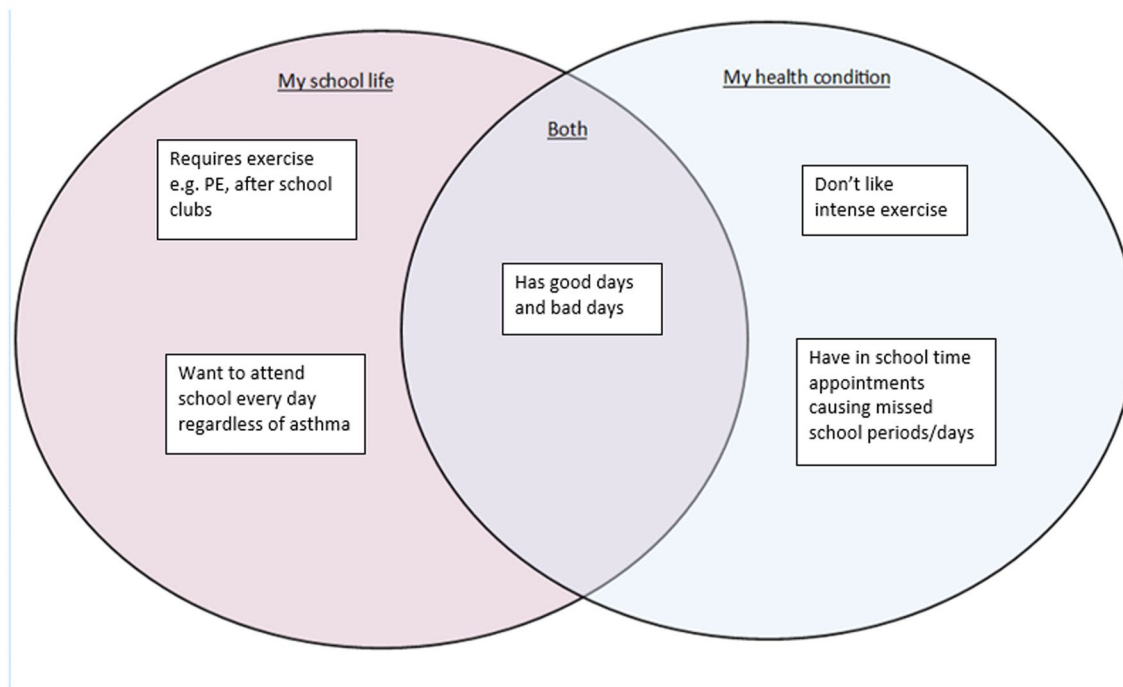 My school life
My health condition
Both
Requires exercise
e.g. PE, after school
clubs
Don’t like
intense exercise
Has good days
and bad days
Want to attend
school every day
regardless of asthma
Have in school time
appointments
causing missed
school periods/days